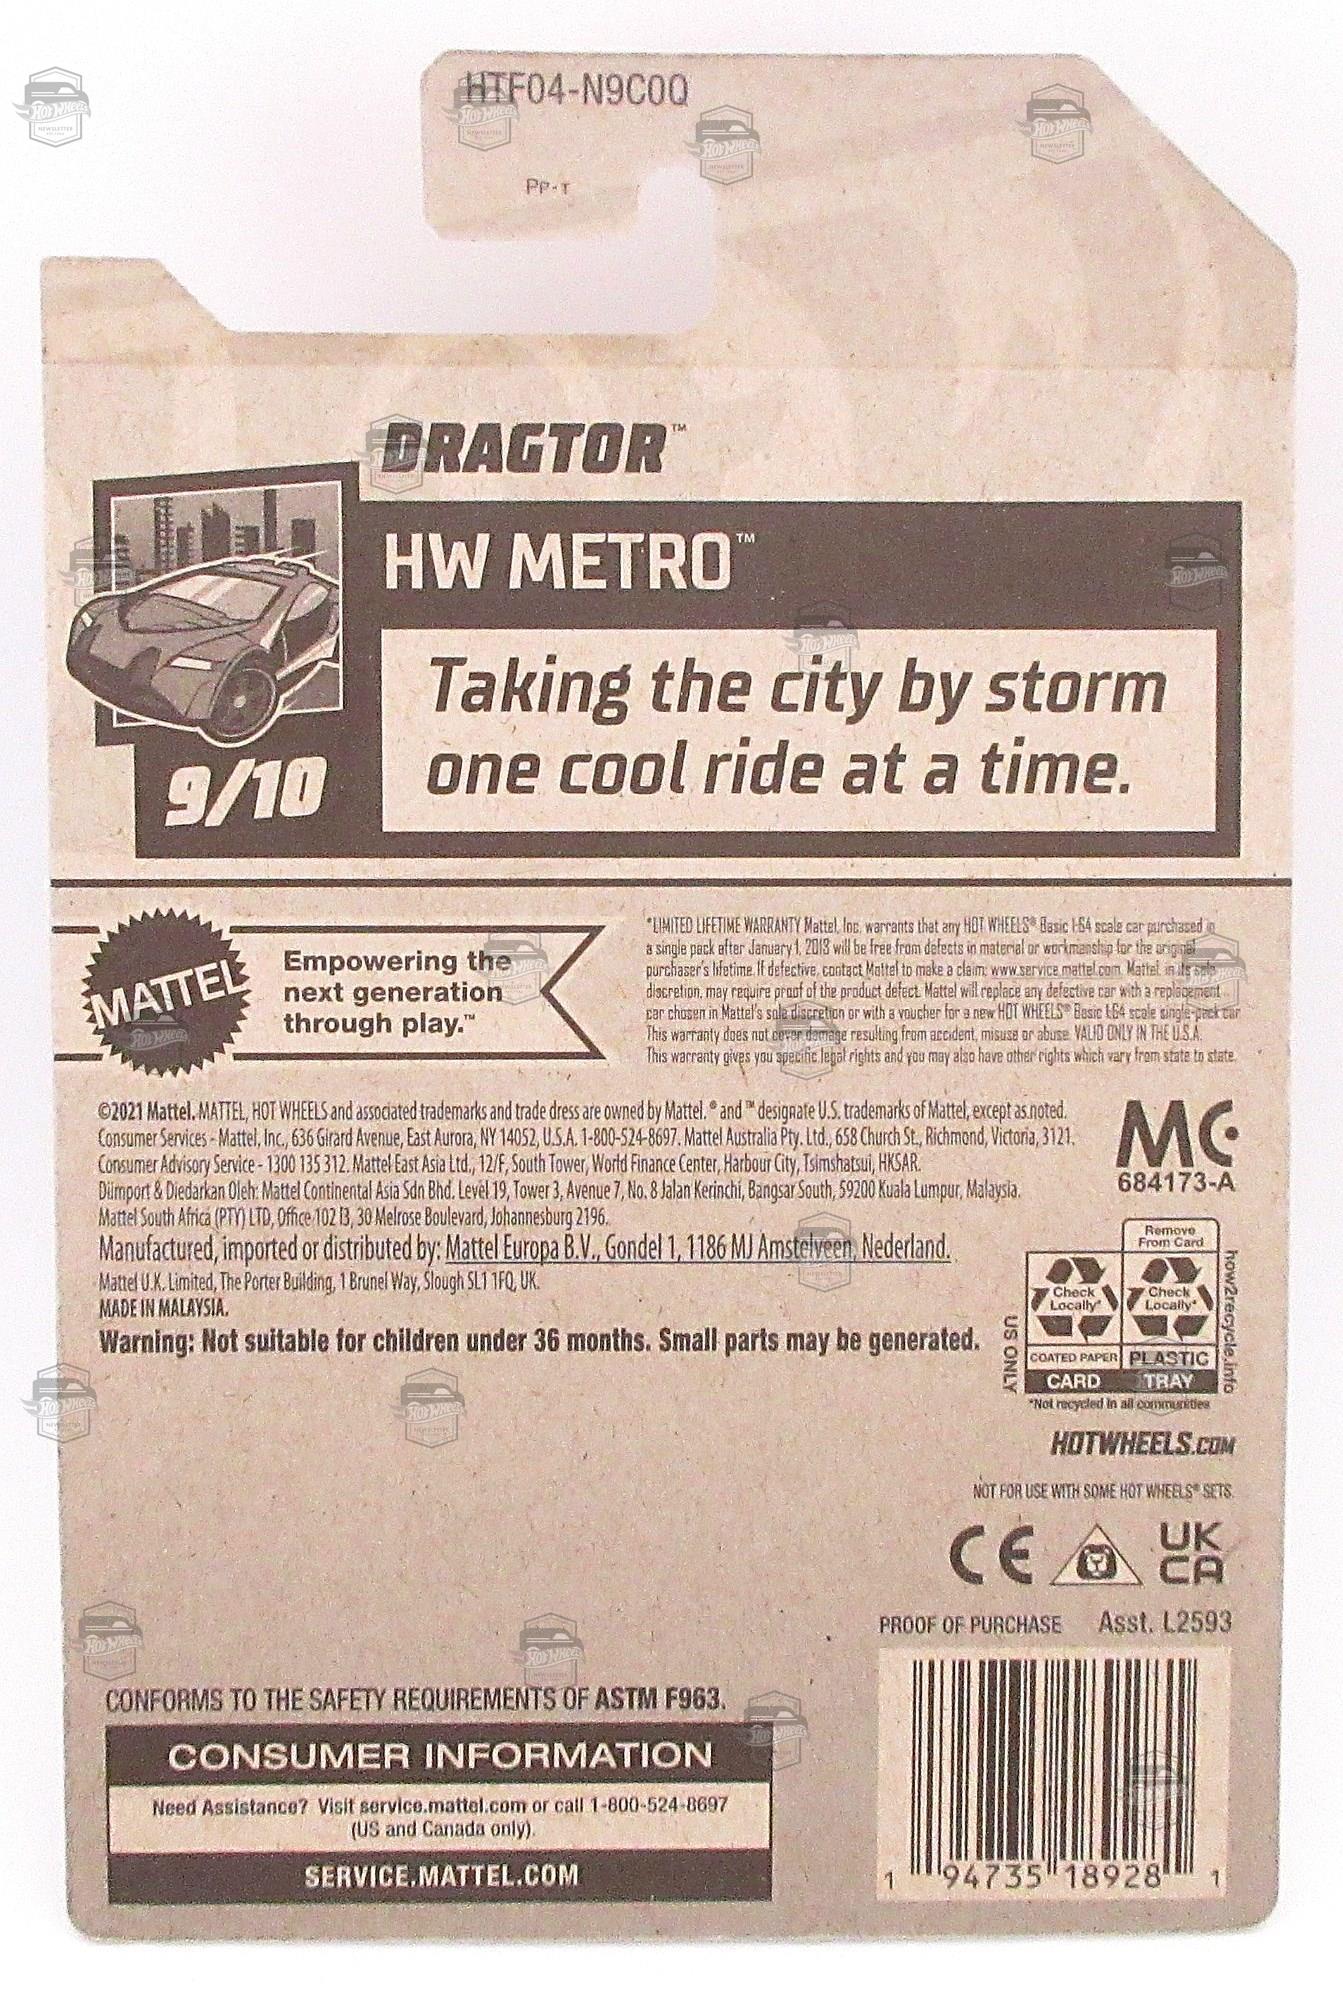 HTF04-N9C0Q
PP-T
DRAGTOR™
HW METRO™
Taking the city by storm
one cool ride at a time.
9/10
MATTEL
Empowering the
next generation
through play.™
*LIMITED LIFETIME WARRANTY Mattel, Inc. warrants that any HOT WHEELS® Basic 1:64 scale car purchased in
a single pack after January 1, 2013 will be free from defects in material or workmanship for the original
purchaser's lifetime. If defective, contact Mattel to make a claim: www.service.mattel.com. Mattel, in its sole
discretion, may require proof of the product defect. Mattel will replace any defective car with a replacement
car chosen in Mattel's sole discretion or with a voucher for a new HOT WHEELS® Basic 1:64 scale single-pack car.
This warranty does not cover damage resulting from accident, misuse or abuse. VALID ONLY IN THE U.S.A.
This warranty gives you specific legal rights and you may also have other rights which vary from state to state.
©2021 Mattel. MATTEL, HOT WHEELS and associated trademarks and trade dress are owned by Mattel. ® and ™ designate U.S. trademarks of Mattel, except as noted.
Consumer Services - Mattel, Inc., 636 Girard Avenue, East Aurora, NY 14052, U.S.A. 1-800-524-8697. Mattel Australia Pty. Ltd., 658 Church St., Richmond, Victoria, 3121.
Consumer Advisory Service - 1300 135 312. Mattel East Asia Ltd., 12/F, South Tower, World Finance Center, Harbour City, Tsimshatsui, HKSAR.
Diimport & Diedarkan Oleh: Mattel Continental Asia Sdn Bhd. Level 19, Tower 3, Avenue 7, No. 8 Jalan Kerinchi, Bangsar South, 59200 Kuala Lumpur, Malaysia.
Mattel South Africa (PTY) LTD, Office 102 I3, 30 Melrose Boulevard, Johannesburg 2196.
Manufactured, imported or distributed by: Mattel Europa B.V., Gondel 1, 1186 MJ Amstelveen, Nederland.
Mattel U.K. Limited, The Porter Building, 1 Brunel Way, Slough SL1 1FQ, UK.
MADE IN MALAYSIA.
Warning: Not suitable for children under 36 months. Small parts may be generated.
MC
684173-A
Remove
From Card
Check
Locally*
Check
Locally*
COATED PAPER
PLASTIC
CARD
TRAY
US ONLY
how2recycle.info
*Not recycled in all communities
HOTWHEELS.COM
NOT FOR USE WITH SOME HOT WHEELS® SETS.
CE
UK
CA
PROOF OF PURCHASE Asst. L2593
1 94735 18928 1
CONFORMS TO THE SAFETY REQUIREMENTS OF ASTM F963.
CONSUMER INFORMATION
Need Assistance? Visit service.mattel.com or call 1-800-524-8697
(US and Canada only).
SERVICE.MATTEL.COM
Hot Wheels
NEWSLETTER